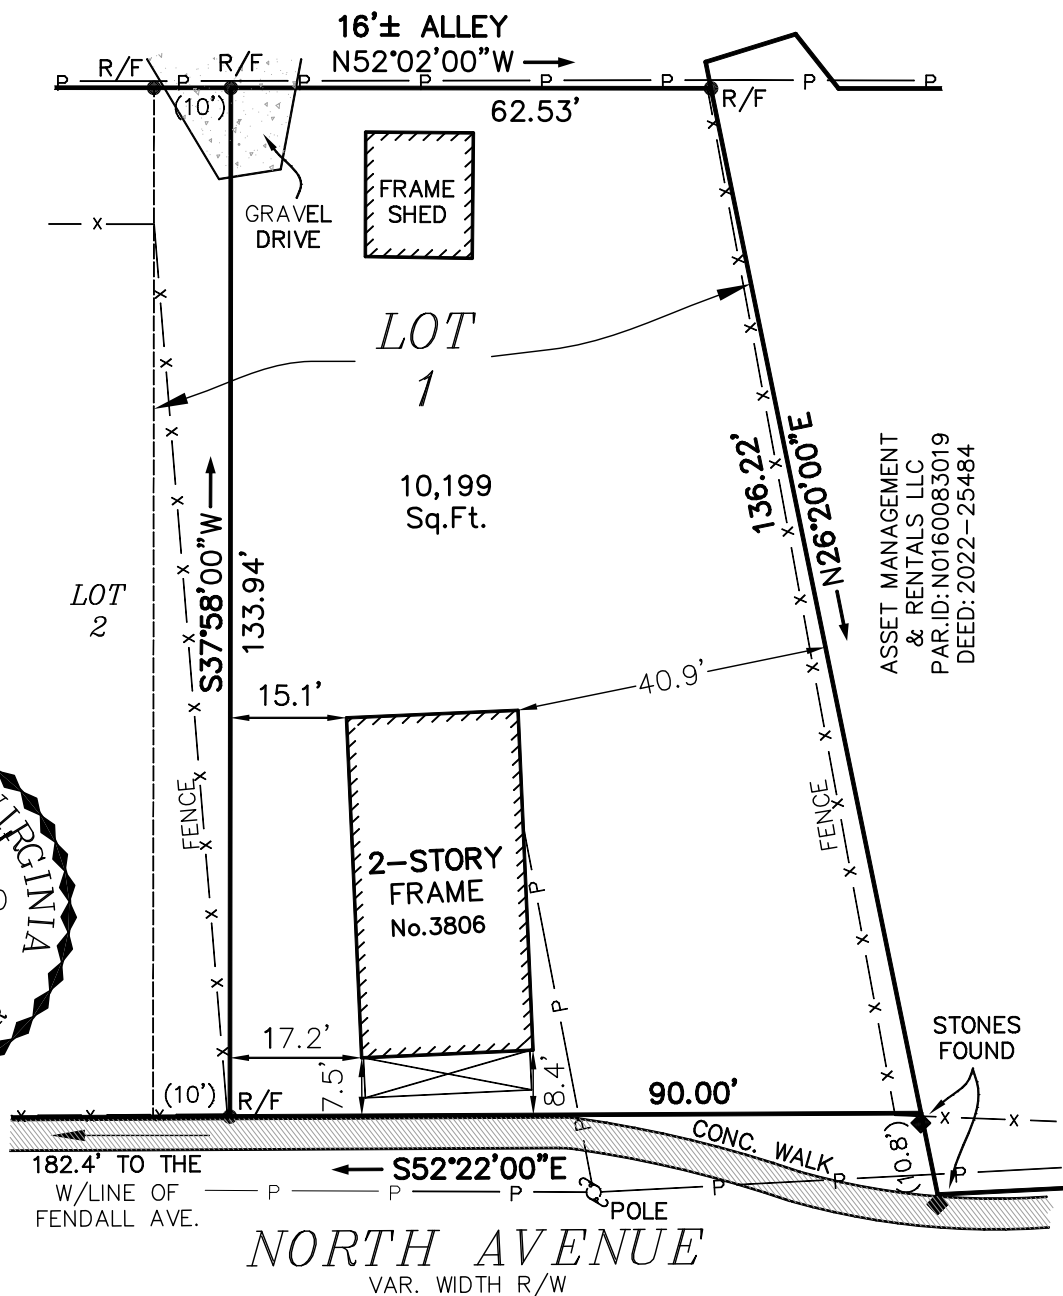 16'± ALLEY
N52°02'00"W
R/F
R/F
P
P
P
P
P
P
P
P
(10')
62.53'
R/F
FRAME
SHED
GRAVEL
DRIVE
LOT
1
10,199
Sq.Ft.
LOT
2
S37°58'00"W
133.94'
136.22'
N26°20'00"E
ASSET MANAGEMENT
& RENTALS LLC
PAR.ID:N0160083019
DEED:2022-25484
15.1'
40.9'
FENCE
FENCE
2-STORY
FRAME
No.3806
P
P
VIRGINIA
17.2'
7.5'
8.4'
STONES
FOUND
(10')
R/F
90.00'
P
CONC. WALK
(10.8')
182.4' TO THE
W/LINE OF
FENDALL AVE.
S52°22'00"E
P
P
P
P
P
P
POLE
NORTH AVENUE
VAR. WIDTH R/W